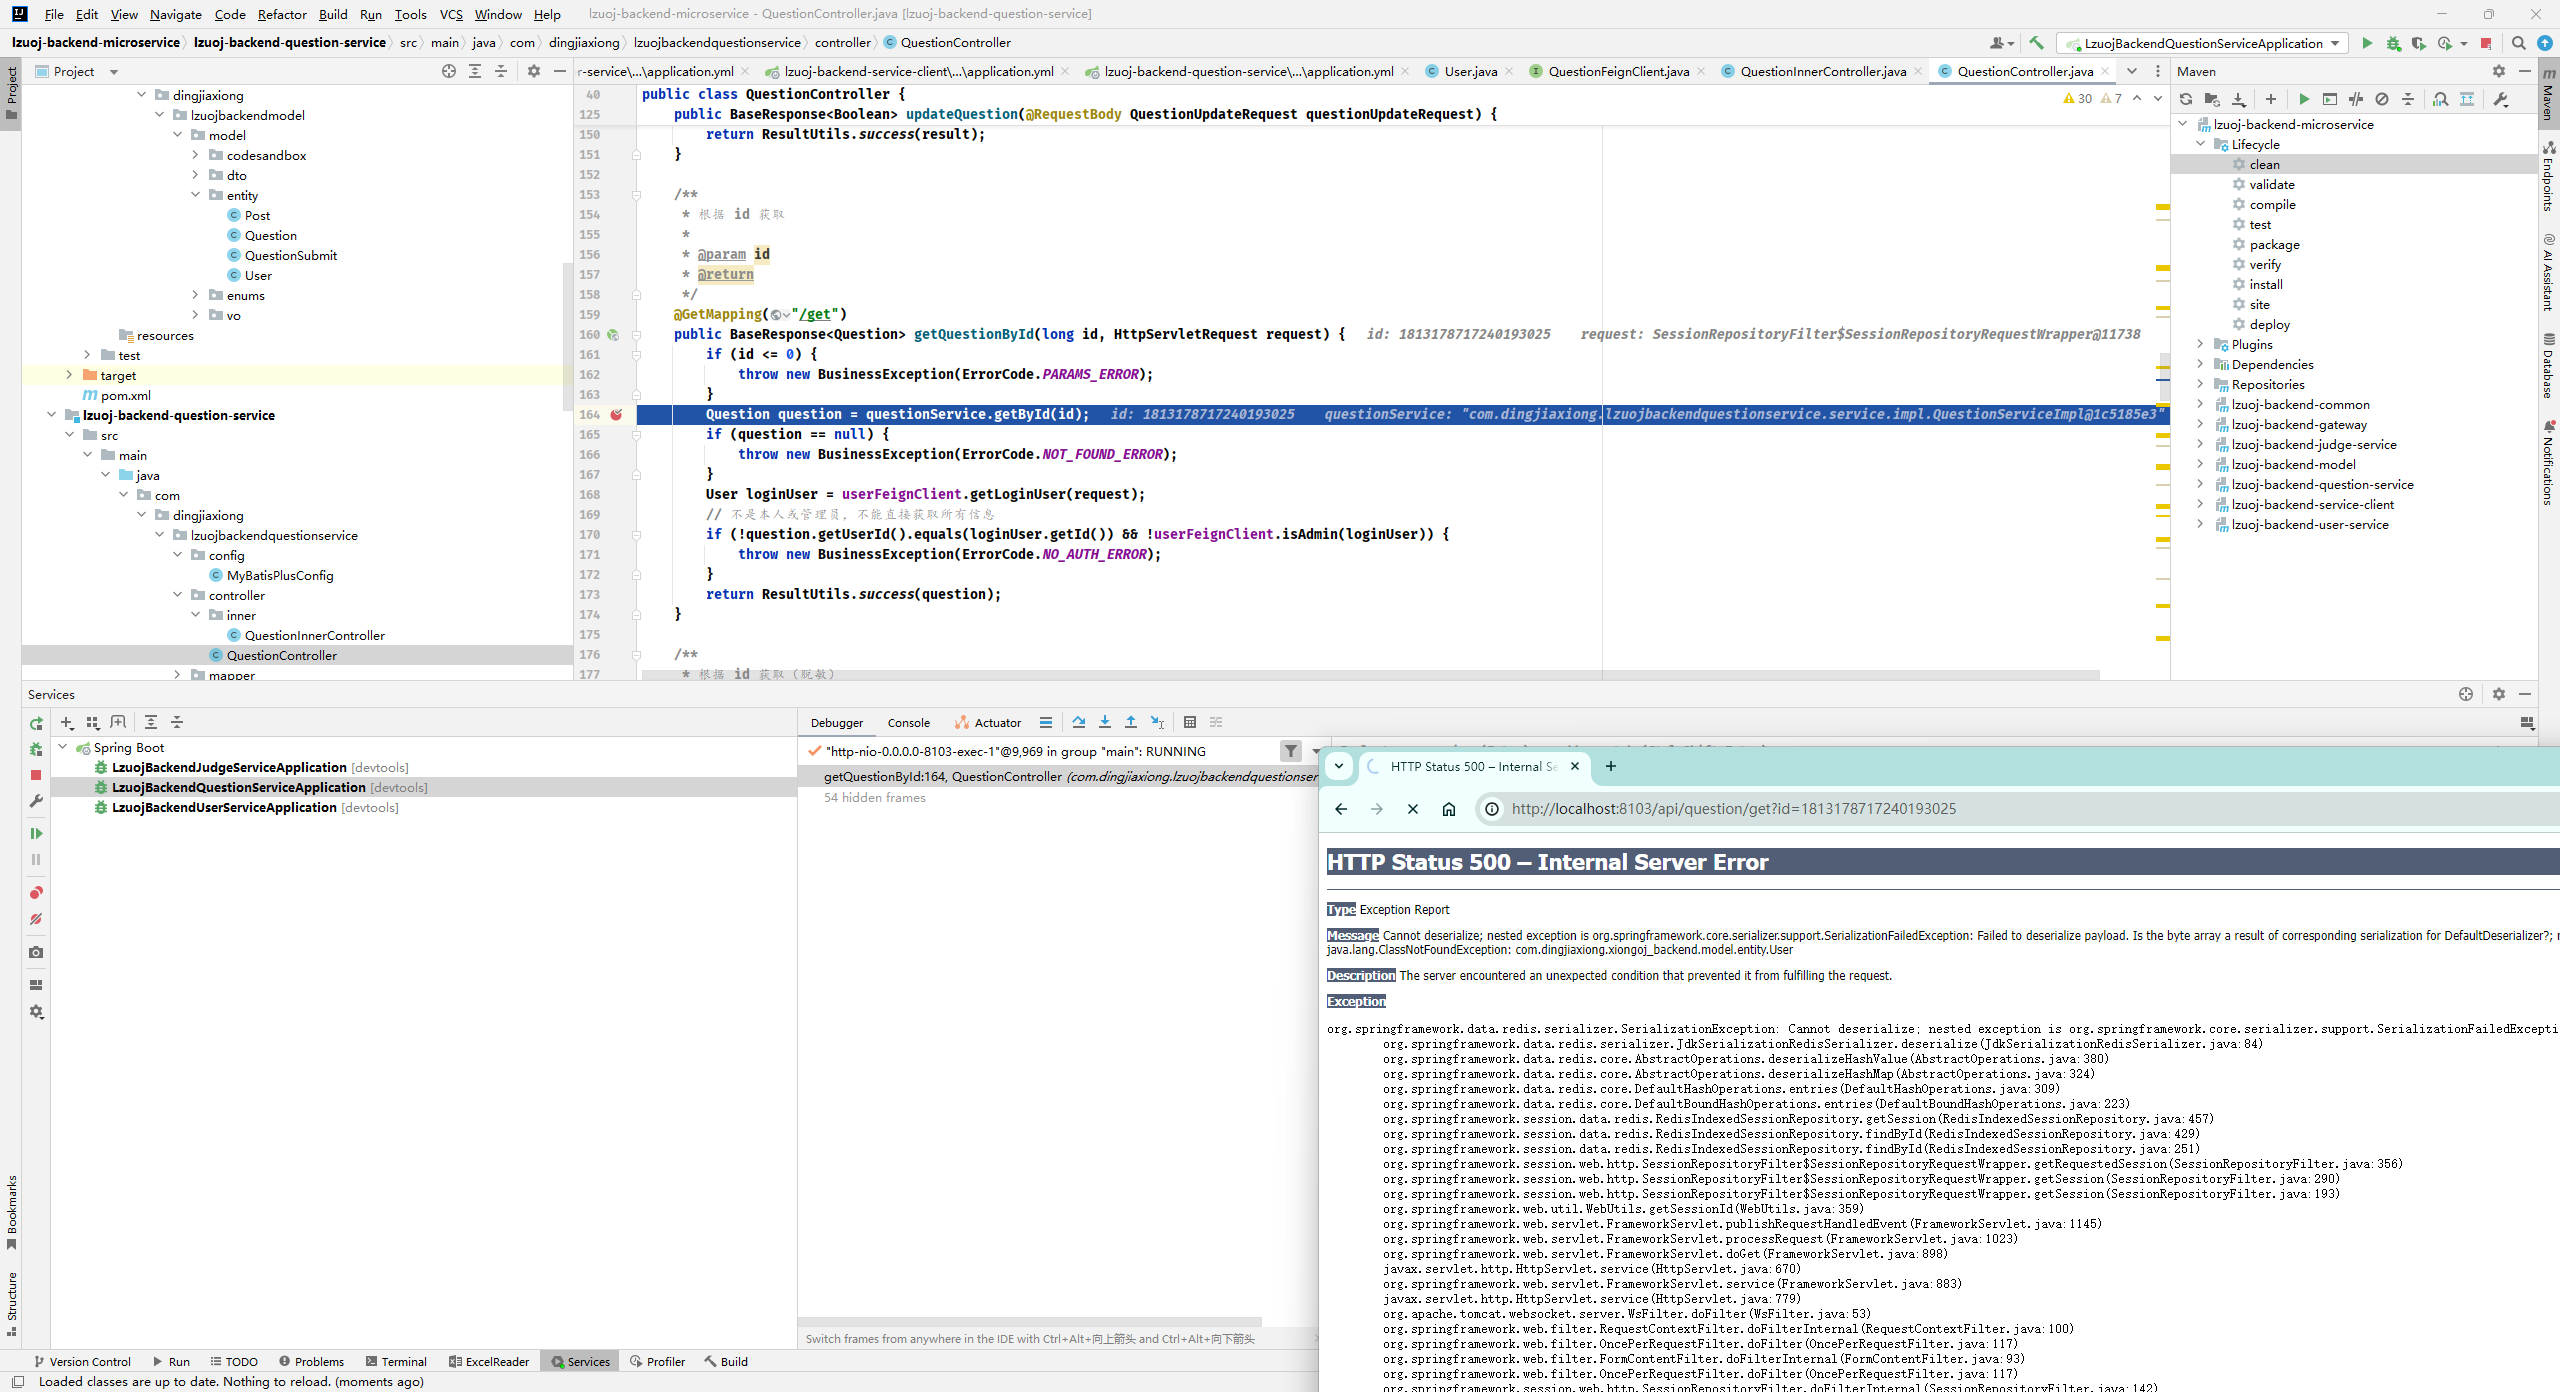 File Edit View Navigate Code Refactor Build Run Tools VCS Window Help lzuoj-backend-microservice - QuestionController.java [lzuoj-backend-question-service]
lzuoj-backend-microservice lzuoj-backend-question-service src main java com dingjiaxiong lzuojbackendquestionservice controller QuestionController
LzuojBackendQuestionServiceApplication
Project
r-service\...\application.yml lzuoj-backend-service-client\...\application.yml lzuoj-backend-question-service\...\application.yml User.java QuestionFeignClient.java QuestionInnerController.java QuestionController.java
Maven
Project
dingjiaxiong
lzuojbackendmodel
model
codesandbox
dto
entity
Post
Question
QuestionSubmit
User
enums
vo
resources
test
target
pom.xml
lzuoj-backend-question-service
src
main
java
com
dingjiaxiong
lzuojbackendquestionservice
config
MyBatisPlusConfig
controller
inner
QuestionInnerController
QuestionController
mapper
30 7
40 public class QuestionController {
125 public BaseResponse<Boolean> updateQuestion(@RequestBody QuestionUpdateRequest questionUpdateRequest) {
150 return ResultUtils.success(result);
151 }
152
153 /**
154 * 根据 id 获取
155 *
156 * @param id
157 * @return
158 */
159 @GetMapping("/get")
160 public BaseResponse<Question> getQuestionById(long id, HttpServletRequest request) { id: 1813178717240193025 request: SessionRepositoryFilter$SessionRepositoryRequestWrapper@11738
161 if (id <= 0) {
162 throw new BusinessException(ErrorCode.PARAMS_ERROR);
163 }
164 Question question = questionService.getById(id); id: 1813178717240193025 questionService: "com.dingjiaxiong.lzuojbackendquestionservice.service.impl.QuestionServiceImpl@1c5185e3"
165 if (question == null) {
166 throw new BusinessException(ErrorCode.NOT_FOUND_ERROR);
167 }
168 User loginUser = userFeignClient.getLoginUser(request);
169 // 不是本人或管理员，不能直接获取所有信息
170 if (!question.getUserId().equals(loginUser.getId()) && !userFeignClient.isAdmin(loginUser)) {
171 throw new BusinessException(ErrorCode.NO_AUTH_ERROR);
172 }
173 return ResultUtils.success(question);
174 }
175
176 /**
177 * 根据 id 获取（脱敏）
lzuoj-backend-microservice
Lifecycle
clean
validate
compile
test
package
verify
install
site
deploy
Plugins
Dependencies
Repositories
lzuoj-backend-common
lzuoj-backend-gateway
lzuoj-backend-judge-service
lzuoj-backend-model
lzuoj-backend-question-service
lzuoj-backend-service-client
lzuoj-backend-user-service
Maven
Endpoints
AI Assistant
Database
Notifications
Services
Spring Boot
LzuojBackendJudgeServiceApplication [devtools]
LzuojBackendQuestionServiceApplication [devtools]
LzuojBackendUserServiceApplication [devtools]
Debugger Console Actuator
"http-nio-0.0.0.0-8103-exec-1"@9,969 in group "main": RUNNING
getQuestionById:164, QuestionController (com.dingjiaxiong.lzuojbackendquestionser
54 hidden frames
Switch frames from anywhere in the IDE with Ctrl+Alt+向上箭头 and Ctrl+Alt+向下箭头
HTTP Status 500 – Internal Se
http://localhost:8103/api/question/get?id=1813178717240193025
HTTP Status 500 – Internal Server Error
Type Exception Report
Message Cannot deserialize; nested exception is org.springframework.core.serializer.support.SerializationFailedException: Failed to deserialize payload. Is the byte array a result of corresponding serialization for DefaultDeserializer?;
java.lang.ClassNotFoundException: com.dingjiaxiong.xiongoj_backend.model.entity.User
Description The server encountered an unexpected condition that prevented it from fulfilling the request.
Exception
org.springframework.data.redis.serializer.SerializationException: Cannot deserialize; nested exception is org.springframework.core.serializer.support.SerializationFailedExcepti
org.springframework.data.redis.serializer.JdkSerializationRedisSerializer.deserialize(JdkSerializationRedisSerializer.java:84)
org.springframework.data.redis.core.AbstractOperations.deserializeHashValue(AbstractOperations.java:380)
org.springframework.data.redis.core.AbstractOperations.deserializeHashMap(AbstractOperations.java:324)
org.springframework.data.redis.core.DefaultHashOperations.entries(DefaultHashOperations.java:309)
org.springframework.data.redis.core.DefaultBoundHashOperations.entries(DefaultBoundHashOperations.java:223)
org.springframework.session.data.redis.RedisIndexedSessionRepository.getSession(RedisIndexedSessionRepository.java:457)
org.springframework.session.data.redis.RedisIndexedSessionRepository.findById(RedisIndexedSessionRepository.java:429)
org.springframework.session.data.redis.RedisIndexedSessionRepository.findById(RedisIndexedSessionRepository.java:251)
org.springframework.session.web.http.SessionRepositoryFilter$SessionRepositoryRequestWrapper.getRequestedSession(SessionRepositoryFilter.java:356)
org.springframework.session.web.http.SessionRepositoryFilter$SessionRepositoryRequestWrapper.getSession(SessionRepositoryFilter.java:290)
org.springframework.session.web.http.SessionRepositoryFilter$SessionRepositoryRequestWrapper.getSession(SessionRepositoryFilter.java:193)
org.springframework.web.util.WebUtils.getSessionId(WebUtils.java:359)
org.springframework.web.servlet.FrameworkServlet.publishRequestHandledEvent(FrameworkServlet.java:1145)
org.springframework.web.servlet.FrameworkServlet.processRequest(FrameworkServlet.java:1023)
org.springframework.web.servlet.FrameworkServlet.doGet(FrameworkServlet.java:898)
javax.servlet.http.HttpServlet.service(HttpServlet.java:670)
org.springframework.web.servlet.FrameworkServlet.service(FrameworkServlet.java:883)
javax.servlet.http.HttpServlet.service(HttpServlet.java:779)
org.apache.tomcat.websocket.server.WsFilter.doFilter(WsFilter.java:53)
org.springframework.web.filter.RequestContextFilter.doFilterInternal(RequestContextFilter.java:100)
org.springframework.web.filter.OncePerRequestFilter.doFilter(OncePerRequestFilter.java:117)
org.springframework.web.filter.FormContentFilter.doFilterInternal(FormContentFilter.java:93)
org.springframework.web.filter.OncePerRequestFilter.doFilter(OncePerRequestFilter.java:117)
org.springframework.session.web.http.SessionRepositoryFilter.doFilterInternal(SessionRepositoryFilter.java:142)
Bookmarks
Structure
Version Control Run TODO Problems Terminal ExcelReader Services Profiler Build
Loaded classes are up to date. Nothing to reload. (moments ago)